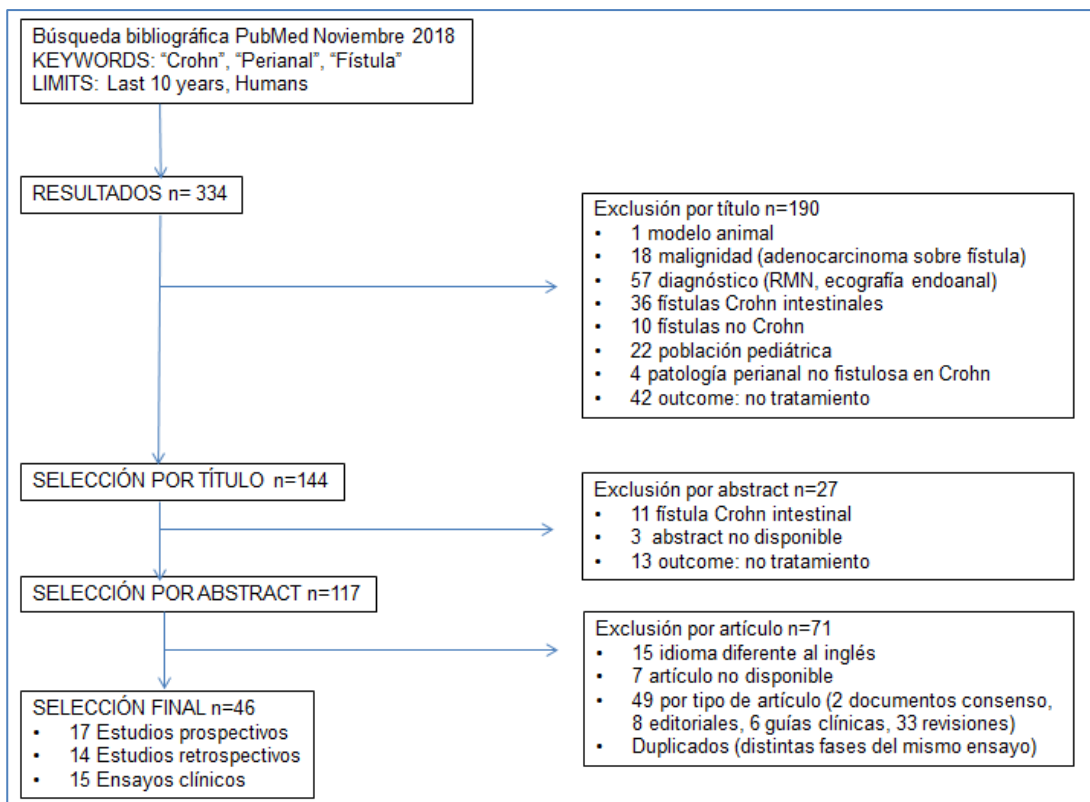 Búsqueda bibliográfica PubMed Noviembre 2018
KEYWORDS: “Crohn”, “Perianal”, “Fístula”
LIMITS: Last 10 years, Humans
RESULTADOS n= 334
Exclusión por título n=190
• 1 modelo animal
• 18 malignidad (adenocarcinoma sobre fístula)
• 57 diagnóstico (RMN, ecografía endoanal)
• 36 fístulas Crohn intestinales
• 10 fístulas no Crohn
• 22 población pediátrica
• 4 patología perianal no fistulosa en Crohn
• 42 outcome: no tratamiento
SELECCIÓN POR TÍTULO n=144
Exclusión por abstract n=27
• 11 fístula Crohn intestinal
• 3 abstract no disponible
• 13 outcome: no tratamiento
SELECCIÓN POR ABSTRACT n=117
Exclusión por artículo n=71
• 15 idioma diferente al inglés
• 7 artículo no disponible
• 49 por tipo de artículo (2 documentos consenso,
8 editoriales, 6 guías clínicas, 33 revisiones)
• Duplicados (distintas fases del mismo ensayo)
SELECCIÓN FINAL n=46
• 17 Estudios prospectivos
• 14 Estudios retrospectivos
• 15 Ensayos clínicos